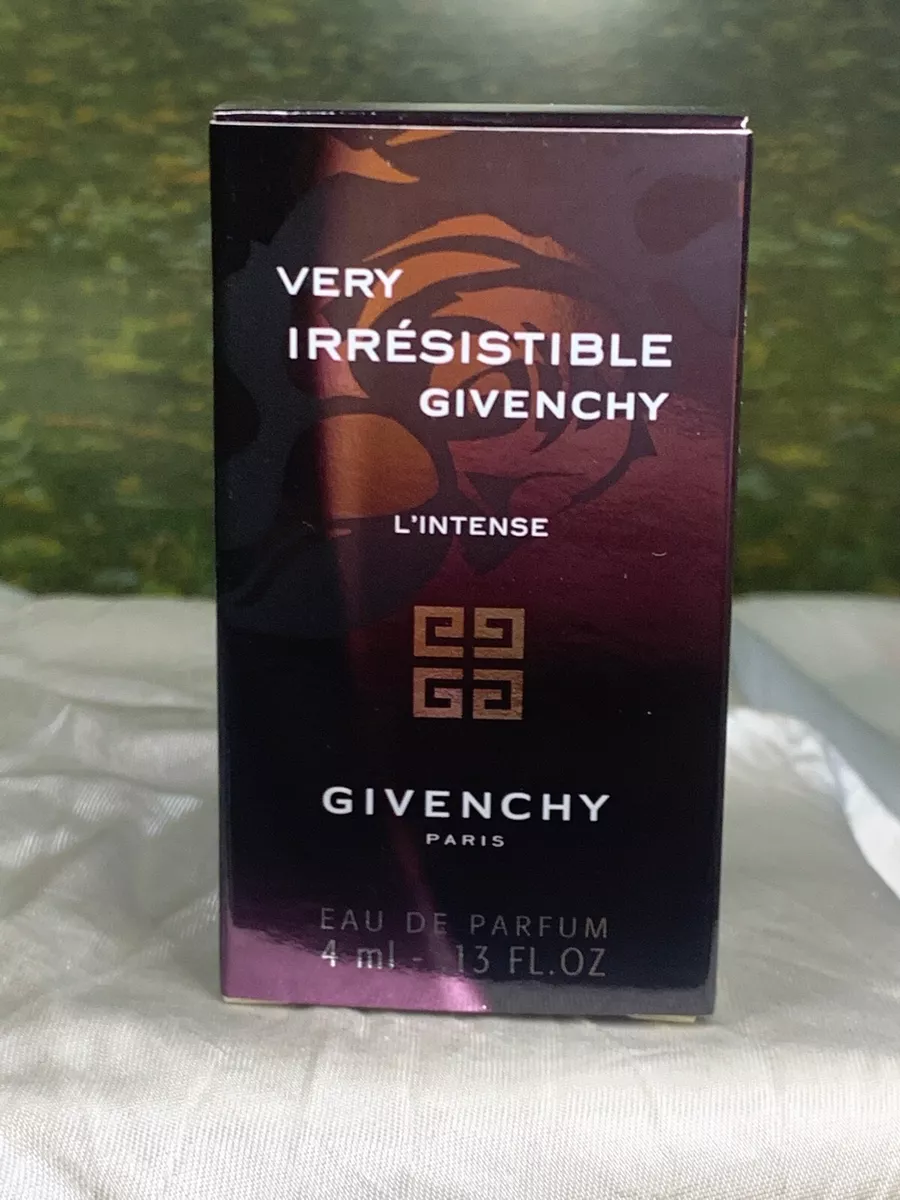 VERY
IRRÉSISTIBLE
GIVENCHY
L'INTENSE
GIVENCHY
PARIS
EAU DE PARFUM
4 ml - 13 FL.OZ